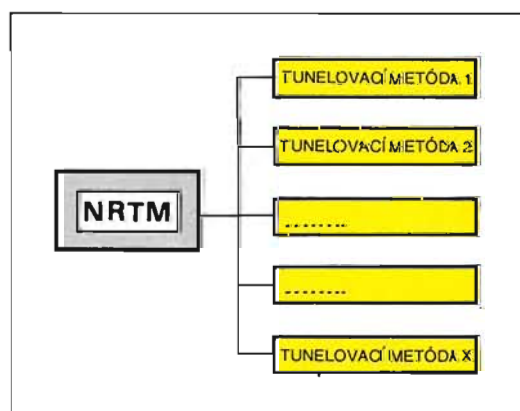 TUNELOVACÍ METÓDA 1
TUNELOVACÍ METÓDA 2
NRTM
--------
--------
TUNELOVACÍ METÓDA X